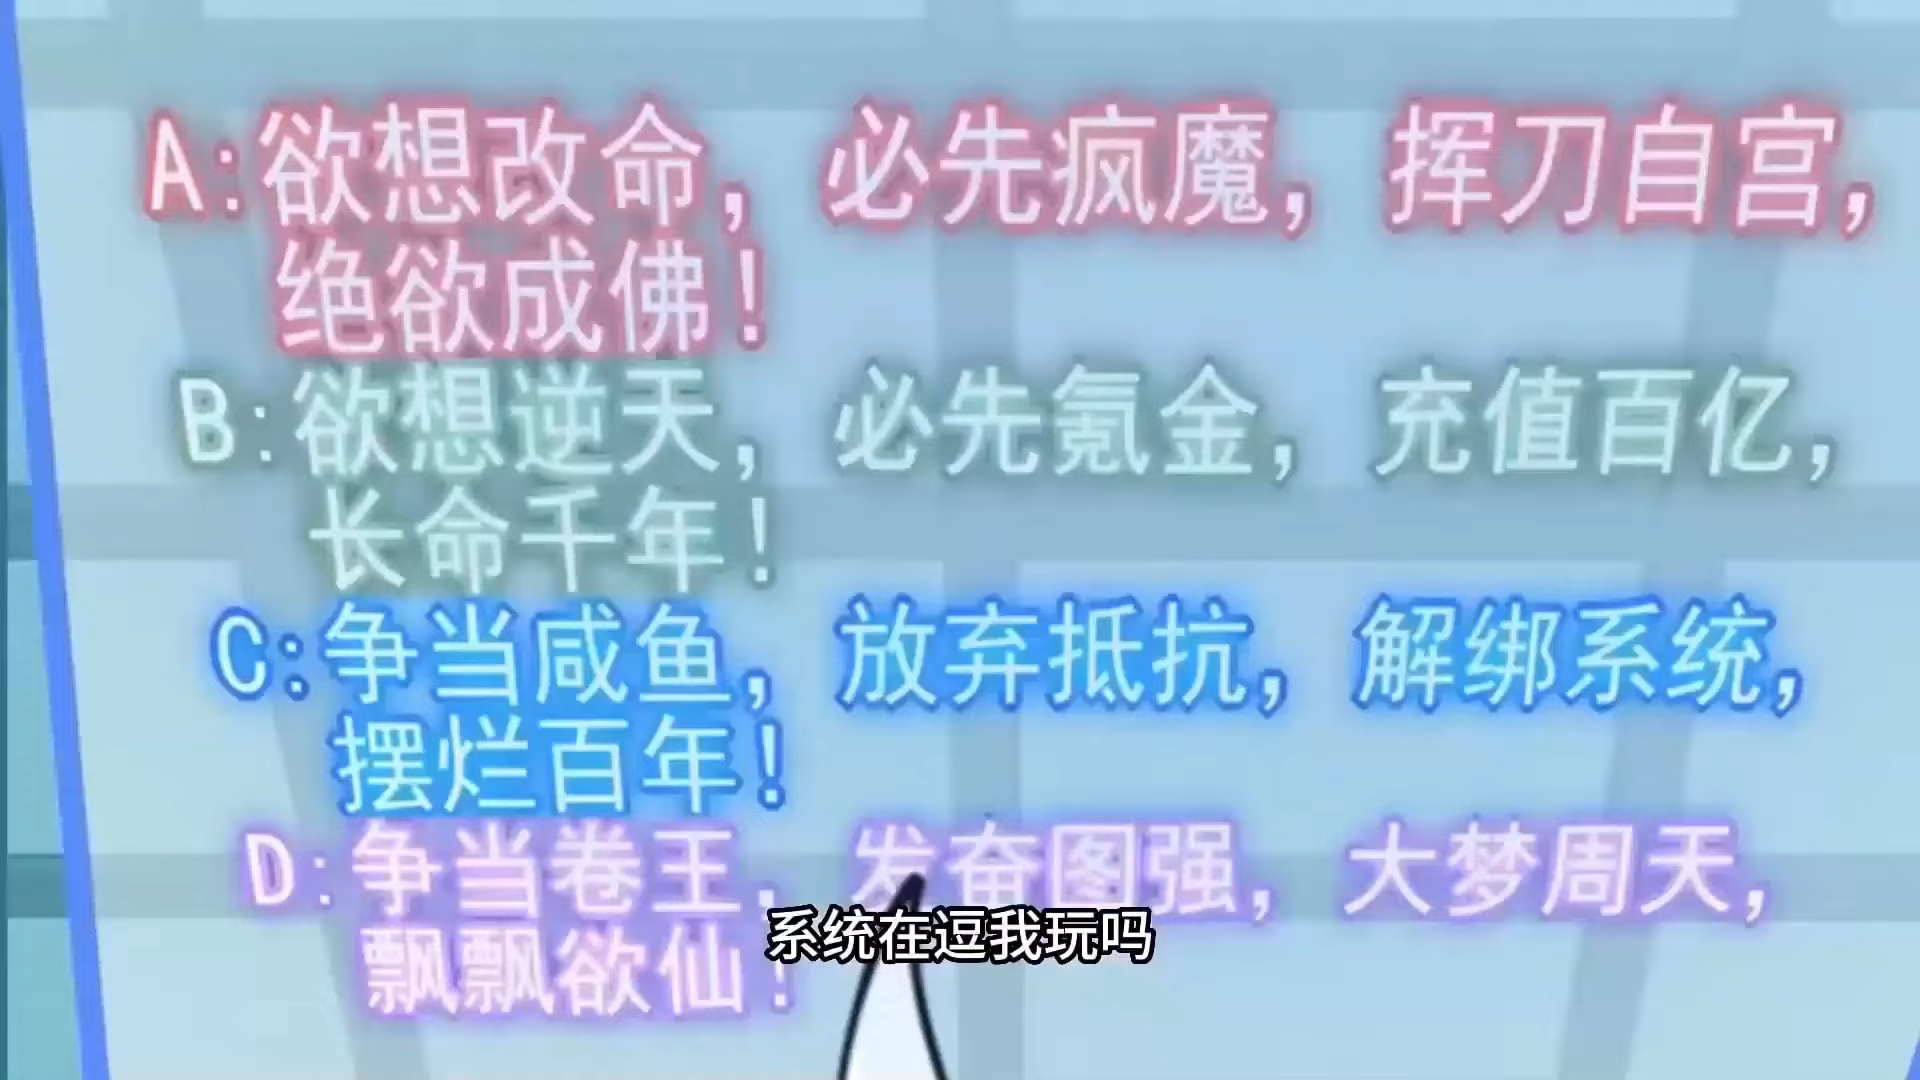 A:欲想改命，必先疯魔，挥刀自宫，
绝欲成佛！
B:欲想逆天，必先氪金，充值百亿，
长命千年！
C:争当咸鱼，放弃抵抗，解绑系统，
摆烂百年！
D:争当卷王，发奋图强，大梦周天，
飘飘欲仙！
系统在逗我玩吗